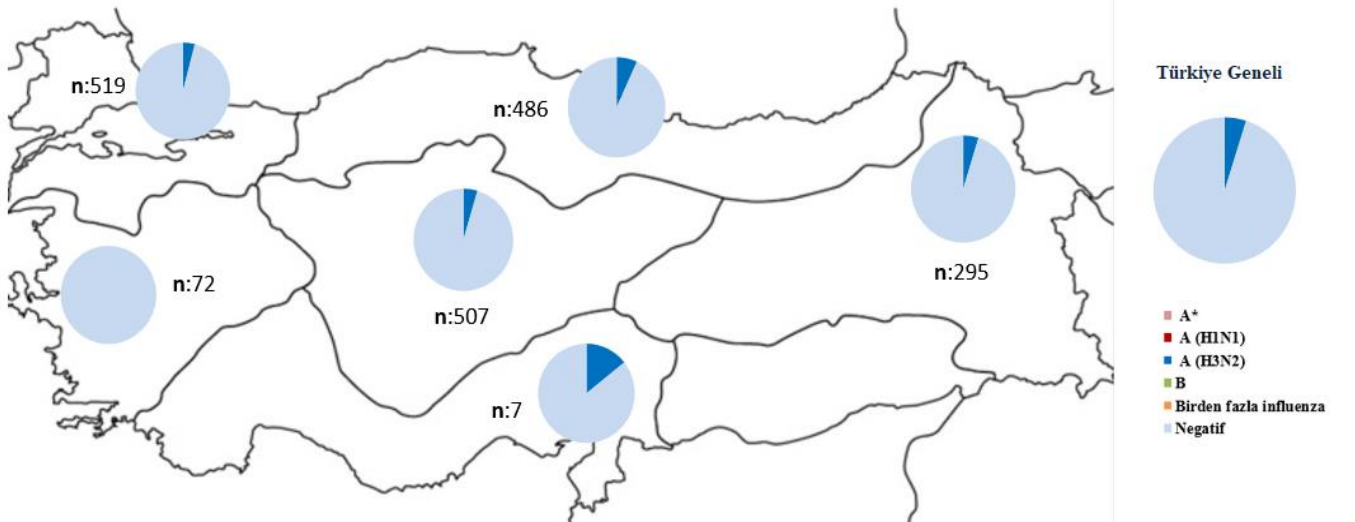 n:519
n:486
Türkiye Geneli
n:72
n:507
n:295
n:7
A*
A (H1N1)
A (H3N2)
B
Birden fazla influenza
Negatif